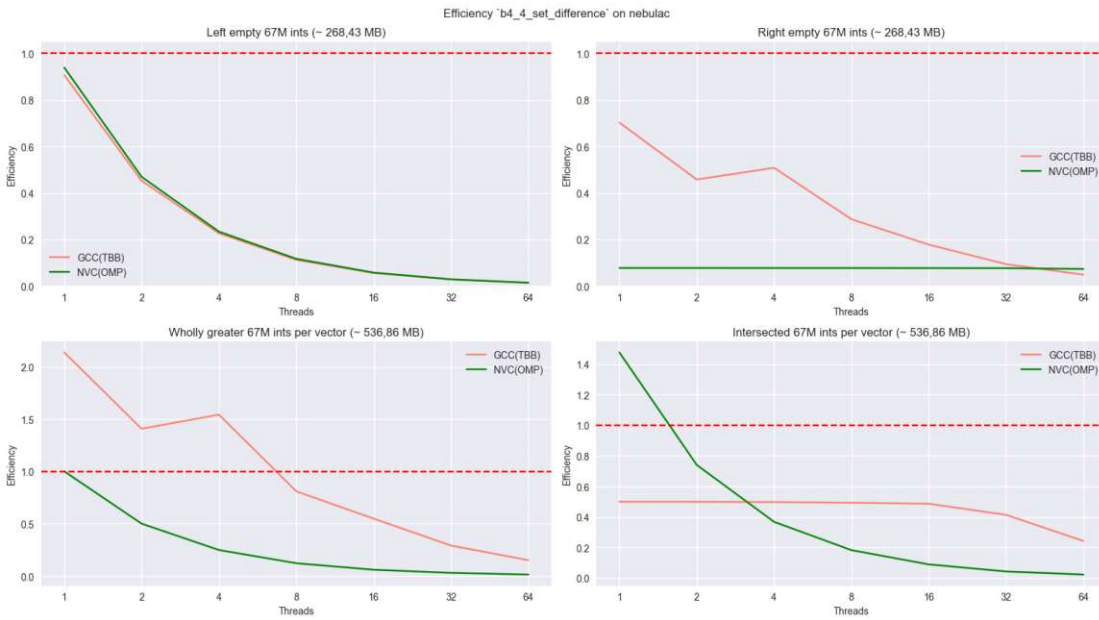 Efficiency `b4_4_set_difference` on nebulac
Left empty 67M ints (~ 268,43 MB)
1.0
0.8
0.6
0.4
0.2
0.0
Efficiency
GCC(TBB)
NVC(OMP)
1 2 4 8 16 32 64
Threads
Right empty 67M ints (~ 268,43 MB)
1.0
0.8
0.6
0.4
0.2
0.0
Efficiency
GCC(TBB)
NVC(OMP)
1 2 4 8 16 32 64
Threads
Wholly greater 67M ints per vector (~ 536,86 MB)
2.0
1.5
1.0
0.5
0.0
Efficiency
GCC(TBB)
NVC(OMP)
1 2 4 8 16 32 64
Threads
Intersected 67M ints per vector (~ 536,86 MB)
1.4
1.2
1.0
0.8
0.6
0.4
0.2
0.0
Efficiency
GCC(TBB)
NVC(OMP)
1 2 4 8 16 32 64
Threads